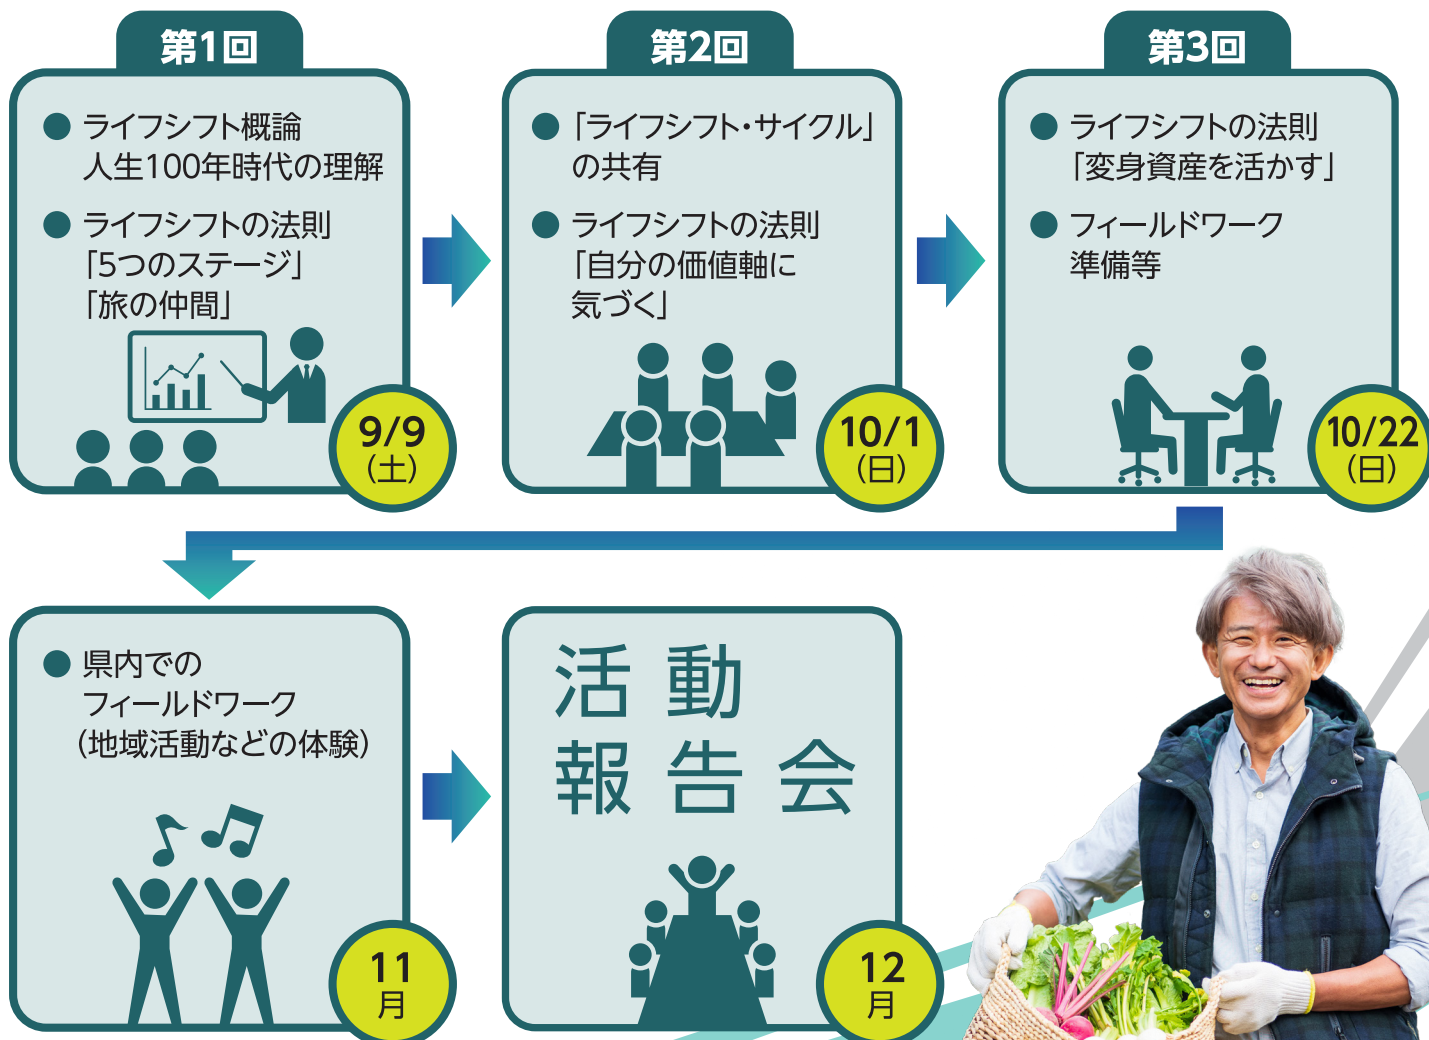 第1回
● ライフシフト概論
人生100年時代の理解
● ライフシフトの法則
「5つのステージ」
「旅の仲間」
9/9
(土)
第2回
● 「ライフシフト・サイクル」
の共有
● ライフシフトの法則
「自分の価値軸に
気づく」
10/1
(日)
第3回
● ライフシフトの法則
「変身資産を活かす」
● フィールドワーク
準備等
10/22
(日)
● 県内での
フィールドワーク
(地域活動などの体験)
11
月
活動
報告会
12
月